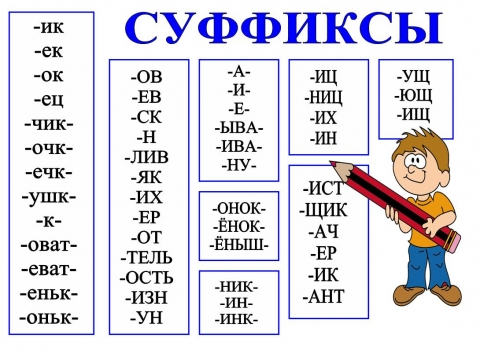 СУФФИКСЫ
-ик
-ек
-ок
-ец
-чик-
-очк-
-ечк-
-ушк-
-к-
-оват-
-еват-
-еньк-
-оньк-
-ОВ
-ЕВ
-СК
-Н
-ЛИВ
-ЯК
-ИХ
-ЕР
-ОТ
-ТЕЛЬ
-ОСТЬ
-ИЗН
-УН
-А-
-И-
-Е-
-ЫВА-
-ИВА-
-НУ-
-ОНОК-
-ЁНОК-
-ЁНЫШ-
-НИК-
-ИН-
-ИНК-
-ИЦ
-НИЦ
-ИХ
-ИН
-ИСТ
-ЩИК
-АЧ
-ЕР
-ИК
-АНТ
-УЩ
-ЮЩ
-ИЩ